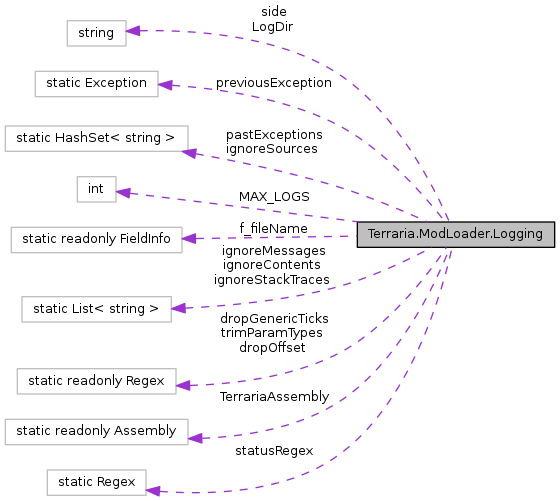 side
LogDir
string
static Exception
previousException
static HashSet< string >
pastExceptions
ignoreSources
int
MAX_LOGS
Terraria.ModLoader.Logging
static readonly FieldInfo
f_fileName
ignoreMessages
ignoreContents
ignoreStackTraces
static List< string >
dropGenericTicks
trimParamTypes
dropOffset
static readonly Regex
TerrariaAssembly
static readonly Assembly
statusRegex
static Regex